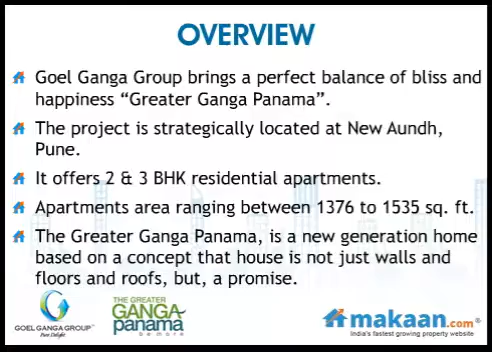 OVERVIEW
Goel Ganga Group brings a perfect balance of bliss and
happiness “Greater Ganga Panama”.
The project is strategically located at New Aundh,
Pune.
It offers 2 & 3 BHK residential apartments.
Apartments area ranging between 1376 to 1535 sq. ft.
The Greater Ganga Panama, is a new generation home
based on a concept that house is not just walls and
floors and roofs, but, a promise.
GOEL GANGA GROUP
Pure Delight
THE GREATER
GANGA
panama
be more
makaan.com®
India's fastest growing property website